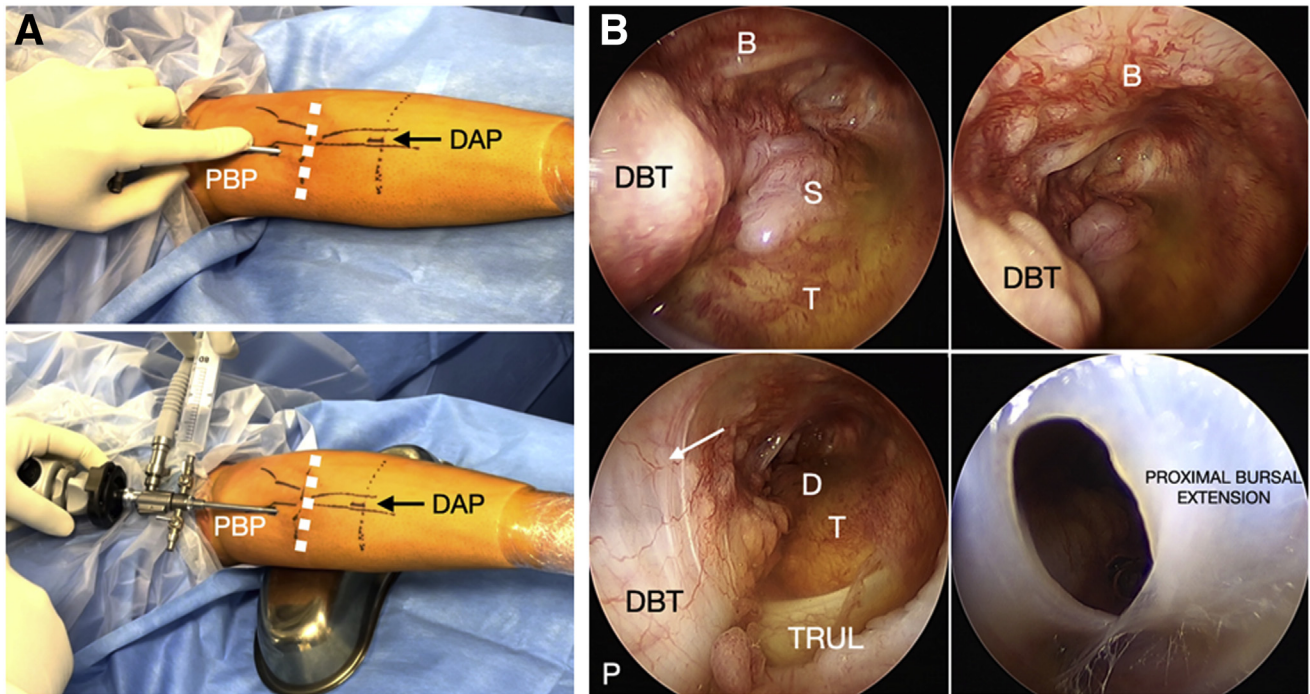 A
DAP
PBP
DAP
PBP
B
B
DBT
S
T
B
DBT
D
T
DBT
TRUL
P
PROXIMAL BURSAL
EXTENSION